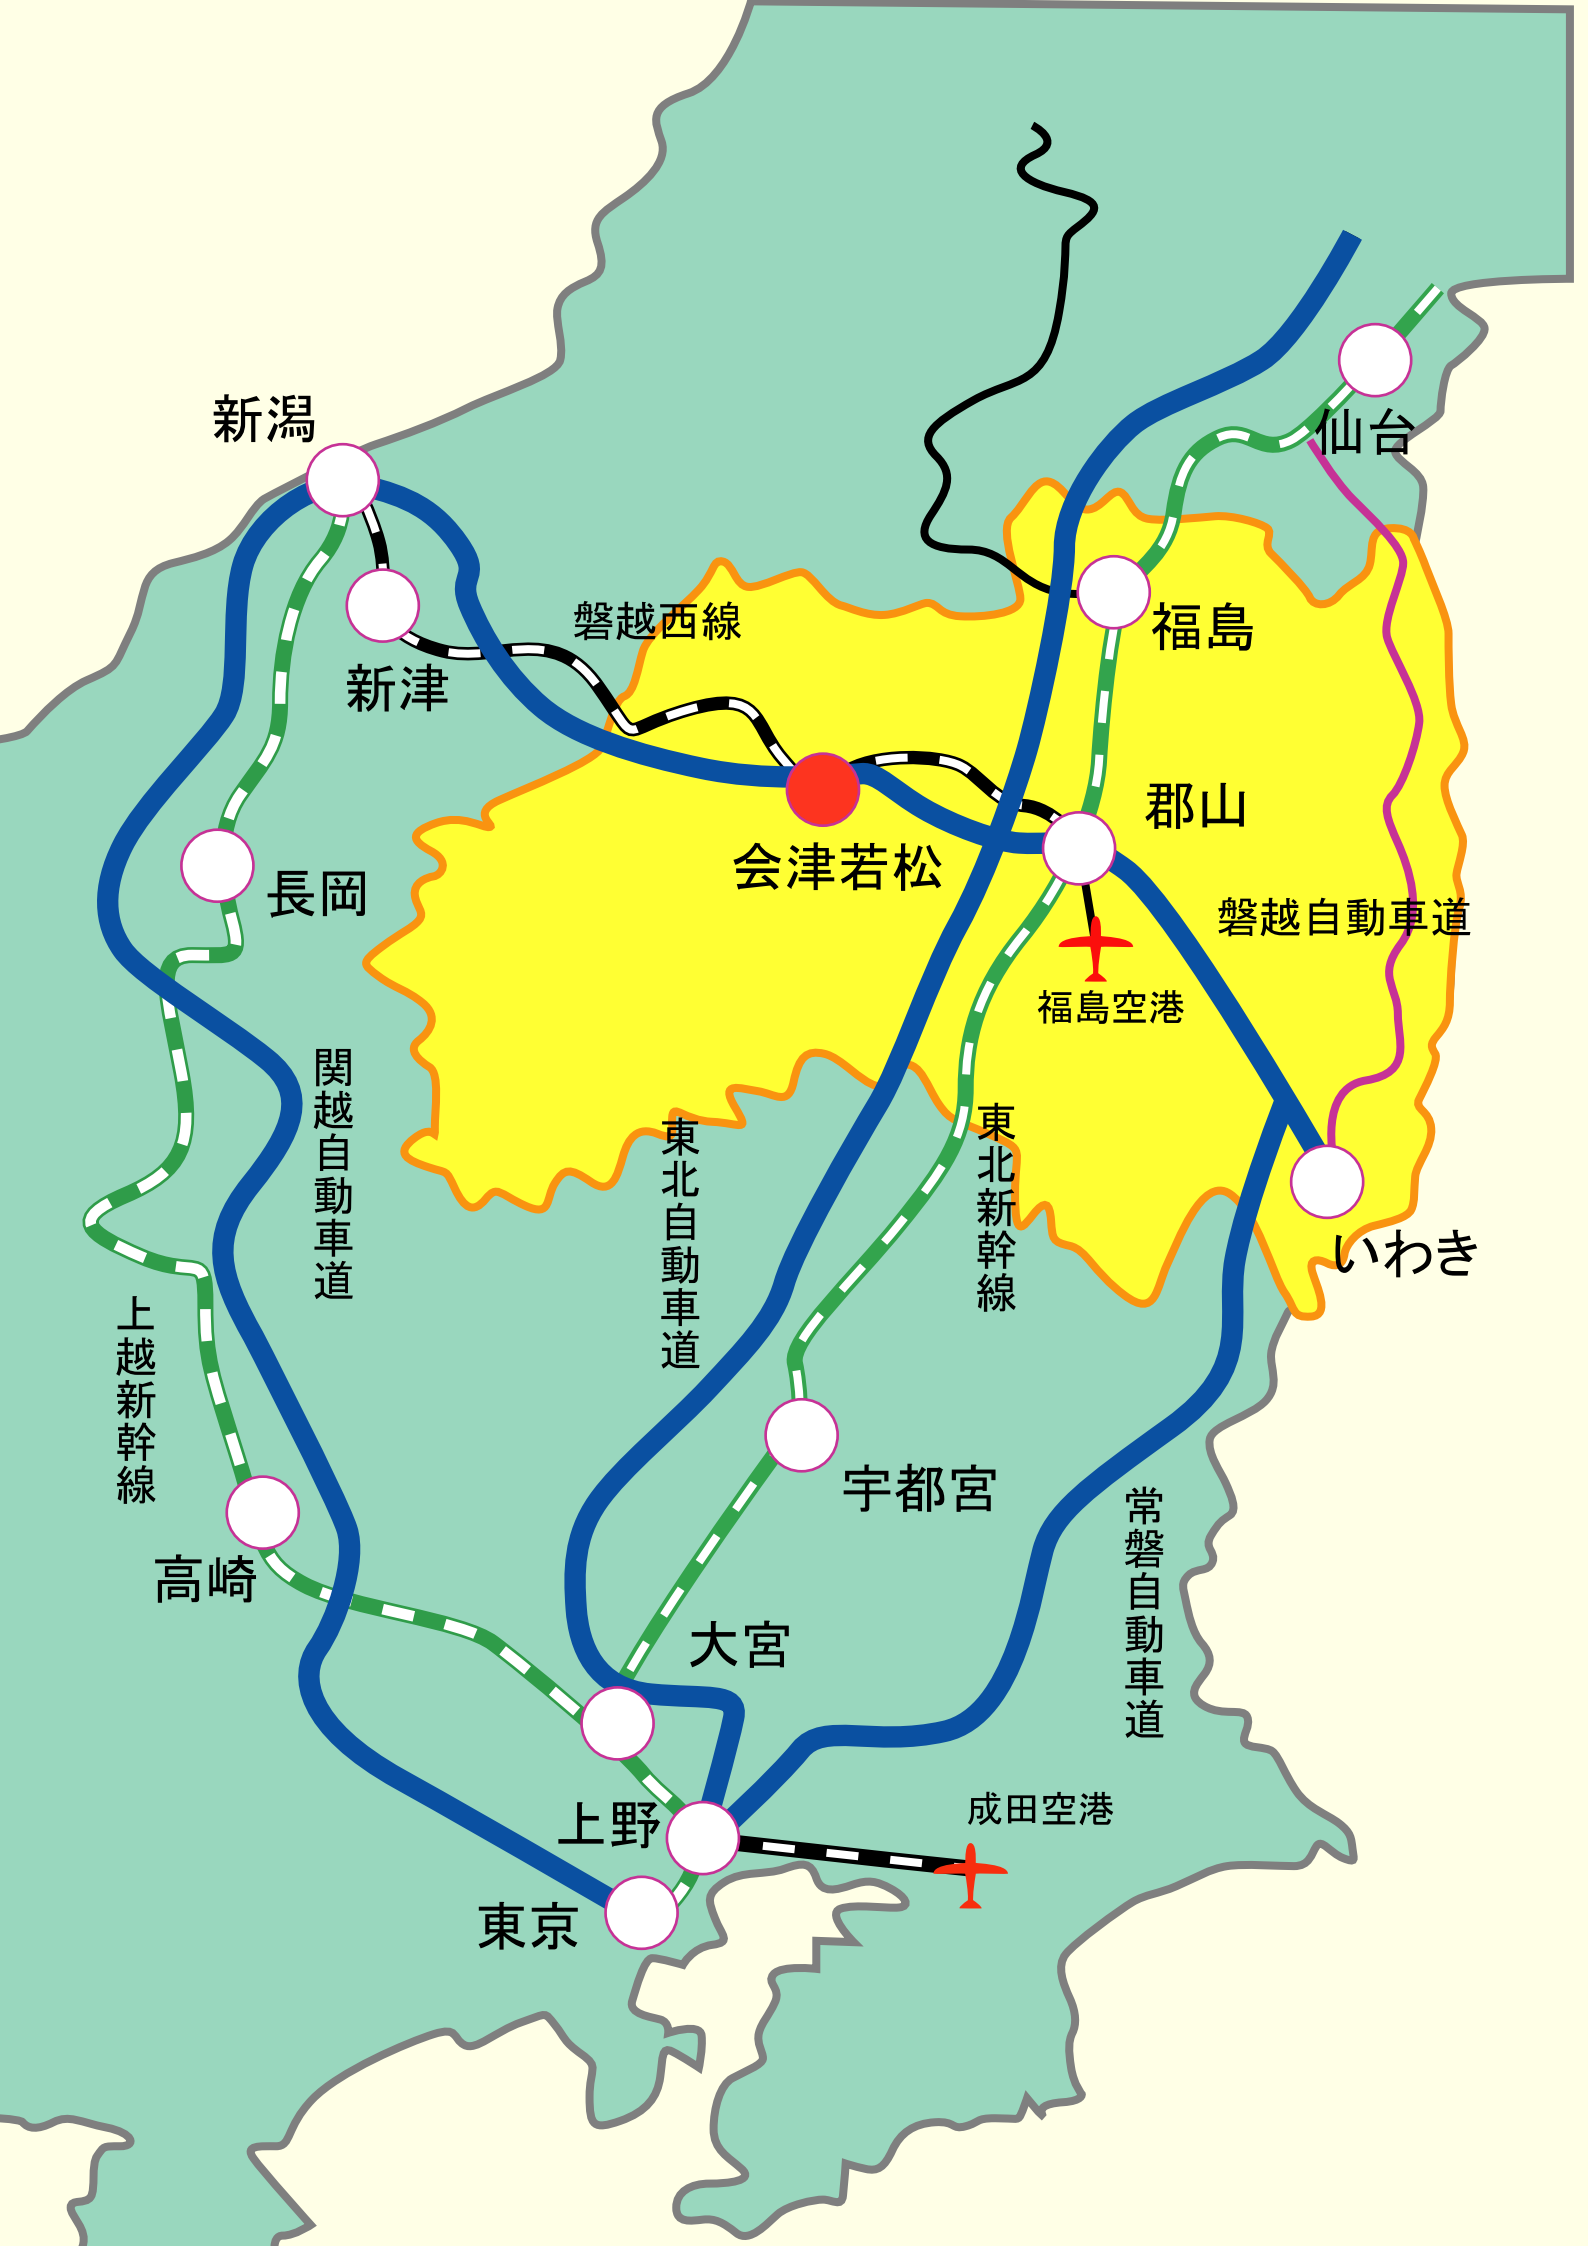 新潟
仙台
磐越西線
福島
新津
郡山
会津若松
長岡
磐越自動車道
福島空港
関越自動車道
東北自動車道
東北新幹線
いわき
上越新幹線
宇都宮
常磐自動車道
高崎
大宮
成田空港
上野
東京